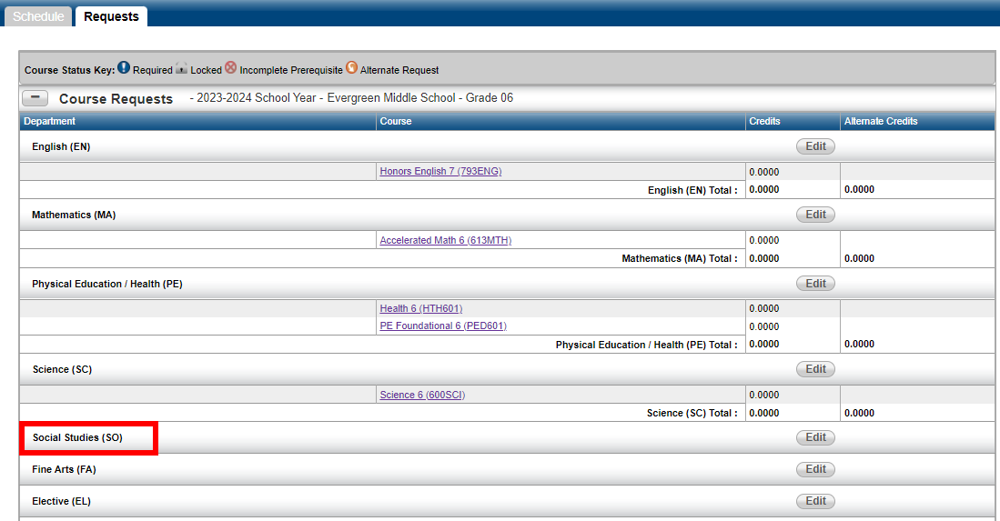 Schedule Requests
Course Status Key: Required Locked Incomplete Prerequisite Alternate Request
Course Requests - 2023-2024 School Year - Evergreen Middle School - Grade 06
Department Course Credits Alternate Credits
English (EN) Edit
Honors English 7 (793ENG) 0.0000
English (EN) Total : 0.0000 0.0000
Mathematics (MA) Edit
Accelerated Math 6 (613MTH) 0.0000
Mathematics (MA) Total : 0.0000 0.0000
Physical Education / Health (PE) Edit
Health 6 (HTH601) 0.0000
PE Foundational 6 (PED601) 0.0000
Physical Education / Health (PE) Total : 0.0000 0.0000
Science (SC) Edit
Science 6 (600SCI) 0.0000
Science (SC) Total : 0.0000 0.0000
Social Studies (SO) Edit
Fine Arts (FA) Edit
Elective (EL) Edit